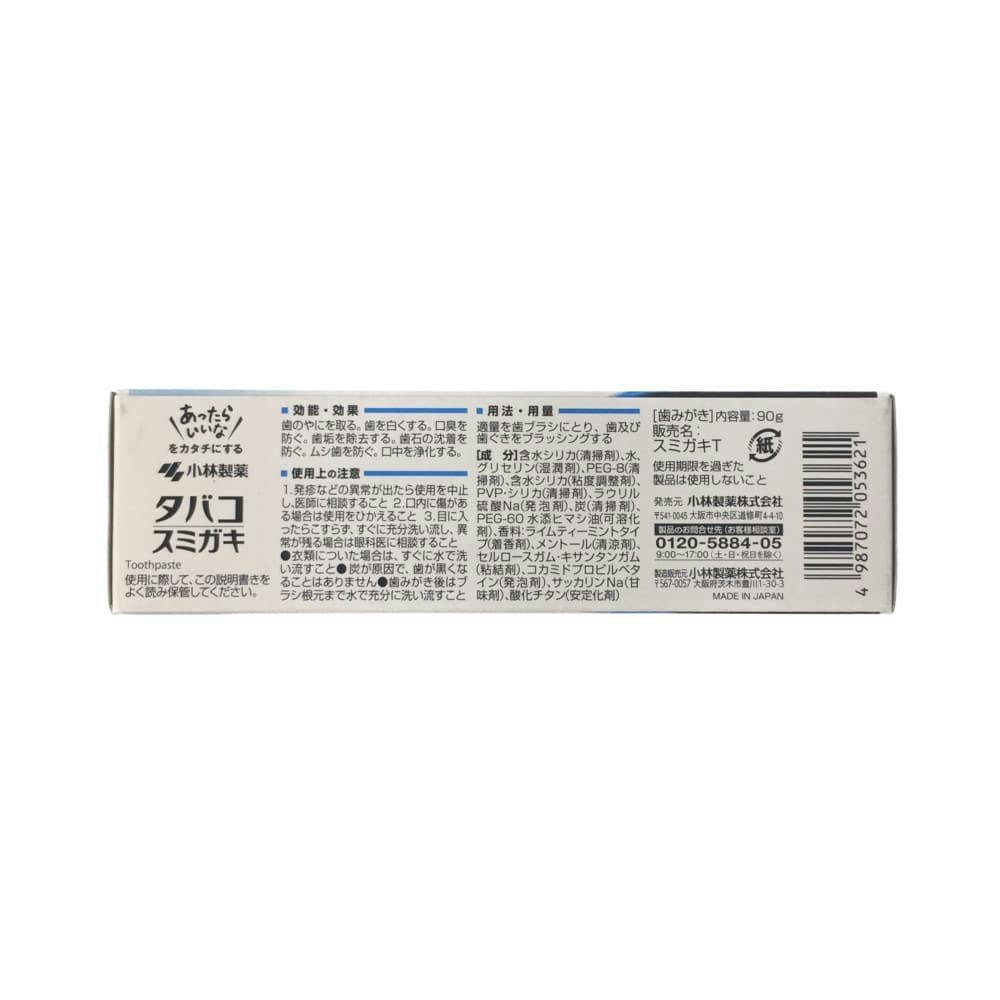 あったら
いいな
をカタチにする
小林製薬
タバコ
スミガキ
Toothpaste
使用に際して、この説明書きを
よく読み保管してください。
効能・効果
歯のやにを取る。歯を白くする。口臭を
防ぐ。歯垢を除去する。歯石の沈着を
防ぐ。ムシ歯を防ぐ。口中を浄化する。
使用上の注意
1.発疹などの異常が出たら使用を中止
し、医師に相談すること 2.口内に傷があ
る場合は使用をひかえること 3.目に入
ったらこすらず、すぐに充分洗い流し、異
常が残る場合は眼科医に相談すること
●衣類についた場合は、すぐに水で洗
い流すこと●炭が原因で、歯が黒くな
ることはありません●歯みがき後はブ
ラシ根元まで水で充分に洗い流すこと
用法・用量
適量を歯ブラシにとり、歯及び
歯ぐきをブラッシングする
[成 分]含水シリカ(清掃剤)、水、
グリセリン(湿潤剤)、PEG-8(清
掃剤)、含水シリカ(粘度調整剤)、
PVP・シリカ(清掃剤)、ラウリル
硫酸Na(発泡剤)、炭(清掃剤)、
PEG-60 水添ヒマシ油(可溶化
剤)、香料:ライムティーミントタイ
プ(着香剤)、メントール(清涼剤)、
セルロースガム・キサンタンガム
(粘結剤)、コカミドプロピルベタ
イン(発泡剤)、サッカリンNa(甘
味剤)、酸化チタン(安定化剤)
[歯みがき]内容量:90g
販売名:
スミガキT
紙
使用期限を過ぎた
製品は使用しないこと
発売元 小林製薬株式会社
〒541-0045 大阪市中央区道修町4-4-10
製品のお問合せ先(お客様相談室)
0120-5884-05
9:00~17:00(土・日・祝日を除く)
製造販売元 小林製薬株式会社
〒567-0057 大阪府茨木市豊川1-30-3
MADE IN JAPAN
4 987072 053621